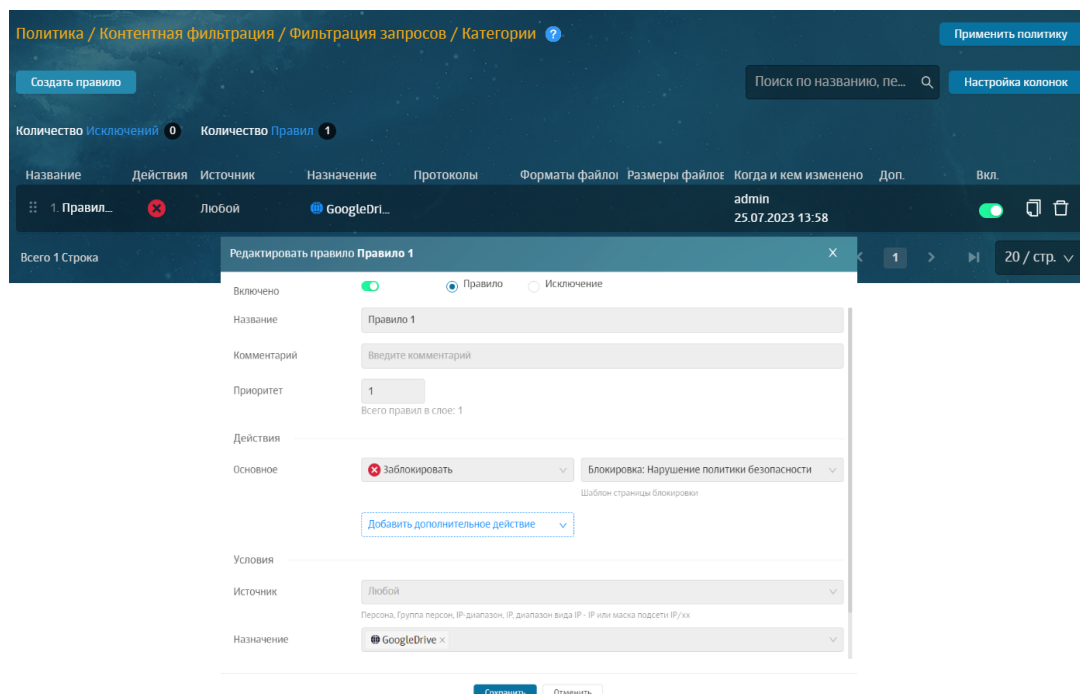 Политика / Контентная фильтрация / Фильтрация запросов / Категории ?
Применить политику
Создать правило
Поиск по названию, пе...
Настройка колонок
Количество Исключений 0 Количество Правил 1
Название Действия Источник Назначение Протоколы Форматы файлов Размеры файлов Когда и кем изменено Доп. Вкл.
1. Правил... Любой GoogleDri... admin
25.07.2023 13:58
Всего 1 Строка
1
20 / стр.
Редактировать правило Правило 1 X
Включено Правило Исключение
Название Правило 1
Комментарий Введите комментарий
Приоритет 1
Всего правил в слое: 1
Действия
Основное Заблокировать Блокировка: Нарушение политики безопасности
Шаблон страницы блокировки
Добавить дополнительное действие
Условия
Источник Любой
Персона, Группа персон, IP-диапазон, IP, диапазон вида IP - IP или маска подсети IP/xx
Назначение GoogleDrive ×
Сохранить Отменить